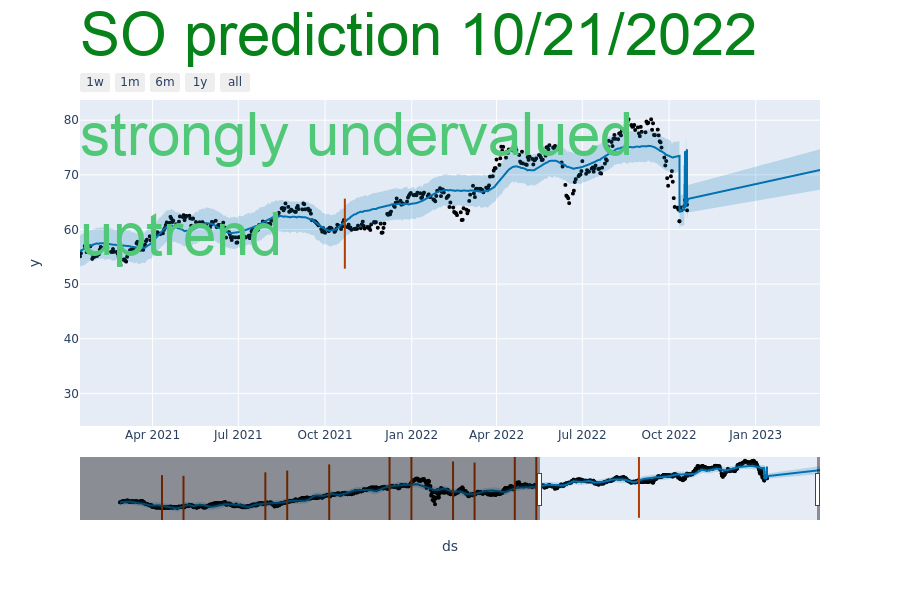 SO prediction 10/21/2022
1w 1m 6m 1y all
80
strongly undervalued
70
60
uptrend
y
50
40
30
Apr 2021 Jul 2021 Oct 2021 Jan 2022 Apr 2022 Jul 2022 Oct 2022 Jan 2023
ds